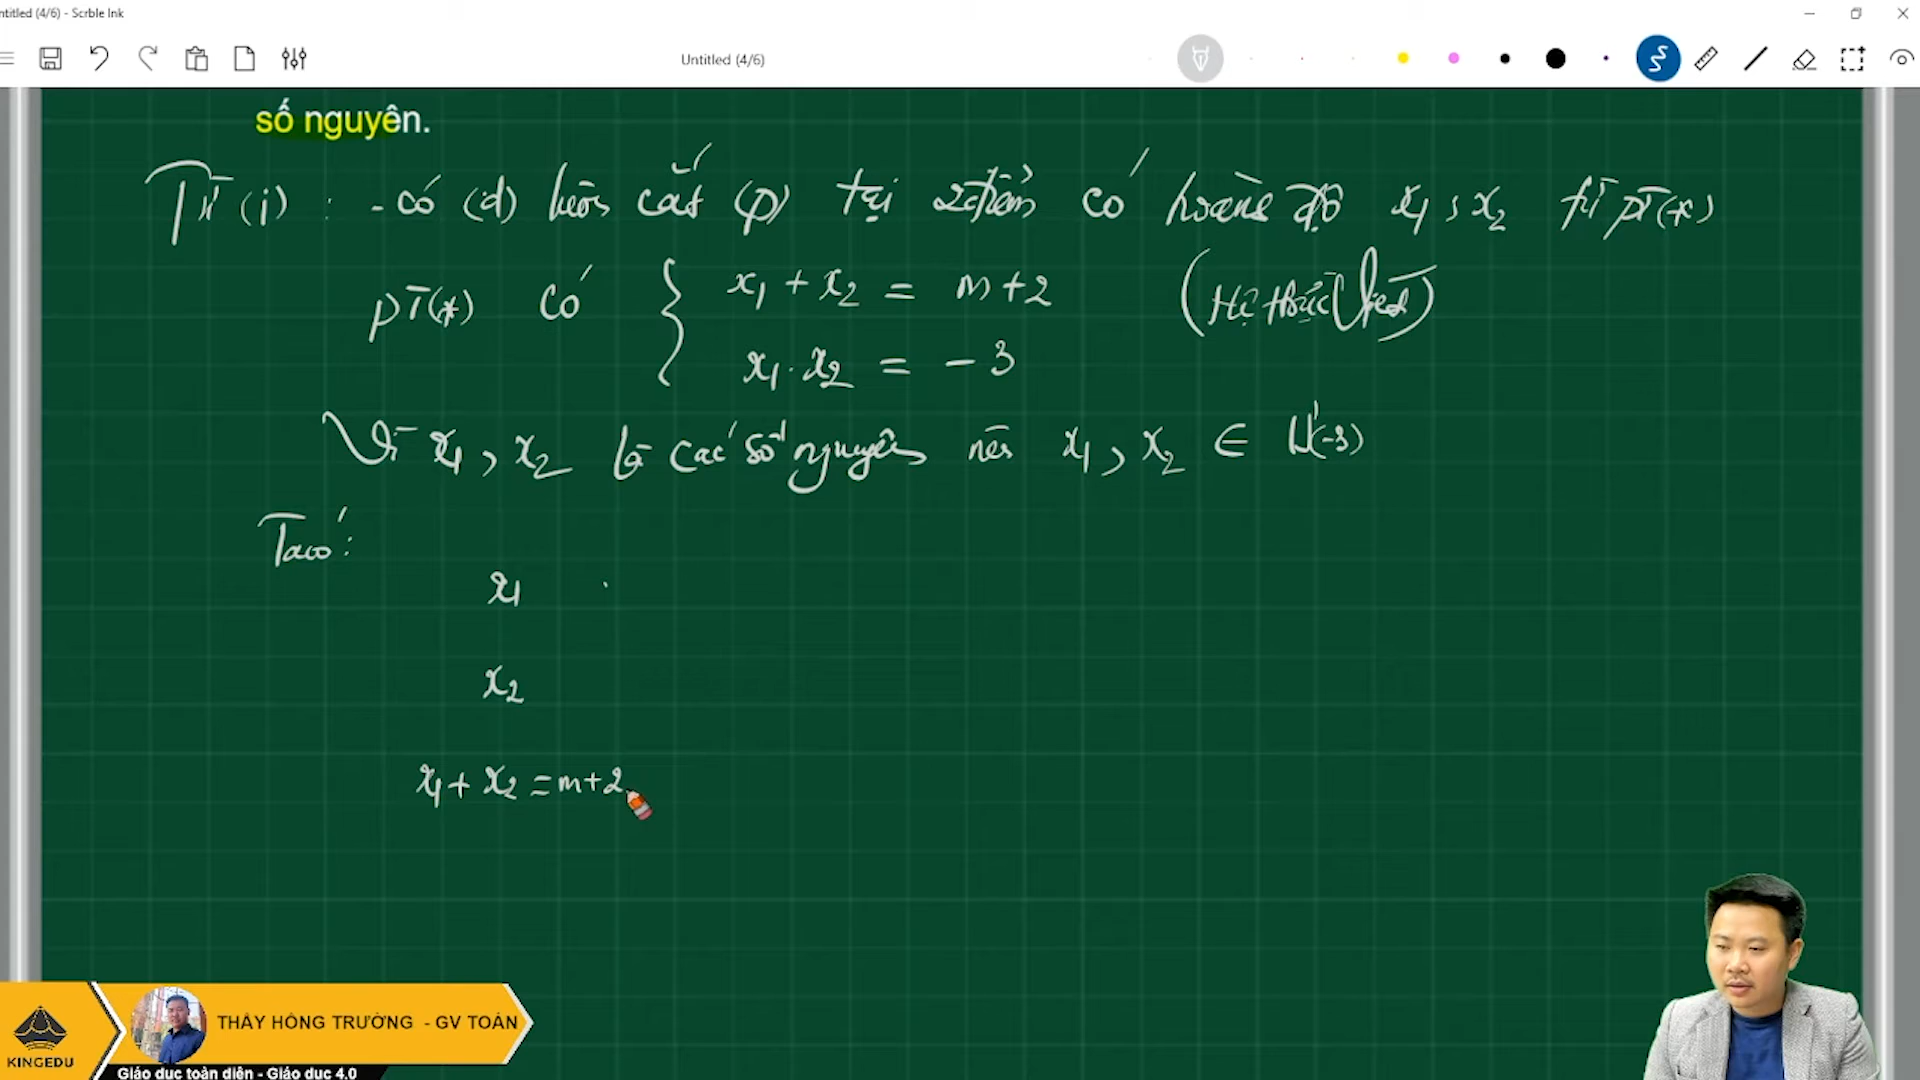 ntitled (4/6) - Scrble Ink
Untitled (4/6)
số nguyên.
Từ (i) : - có (d) luôn cắt (P) tại 2 điểm có hoành độ x₁ ; x₂ thì PT(*)
PT(*) có { x₁ + x₂ = m+2 (Hệ thức Viet)
x₁ . x₂ = - 3
Vì x₁ , x₂ là các số nguyên nên x₁ , x₂ ∈ Ư(-3)
Ta có :
x₁
x₂
x₁ + x₂ = m+2
THẦY HỒNG TRƯỜNG - GV TOÁN
KINGEDU
Giáo dục toàn diện - Giáo dục 4.0